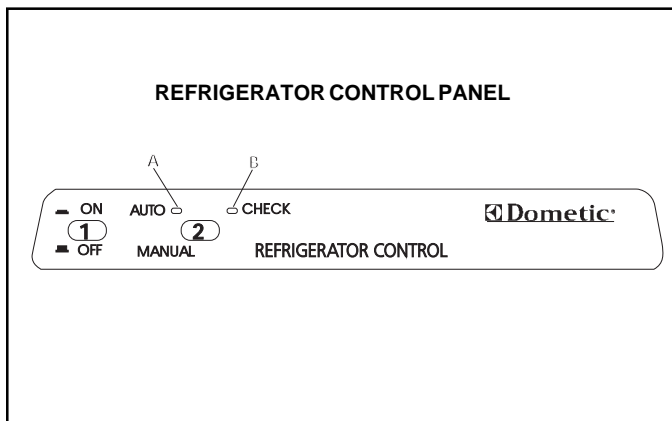 REFRIGERATOR CONTROL PANEL
A B
ON AUTO CHECK Dometic
1 2
OFF MANUAL REFRIGERATOR CONTROL